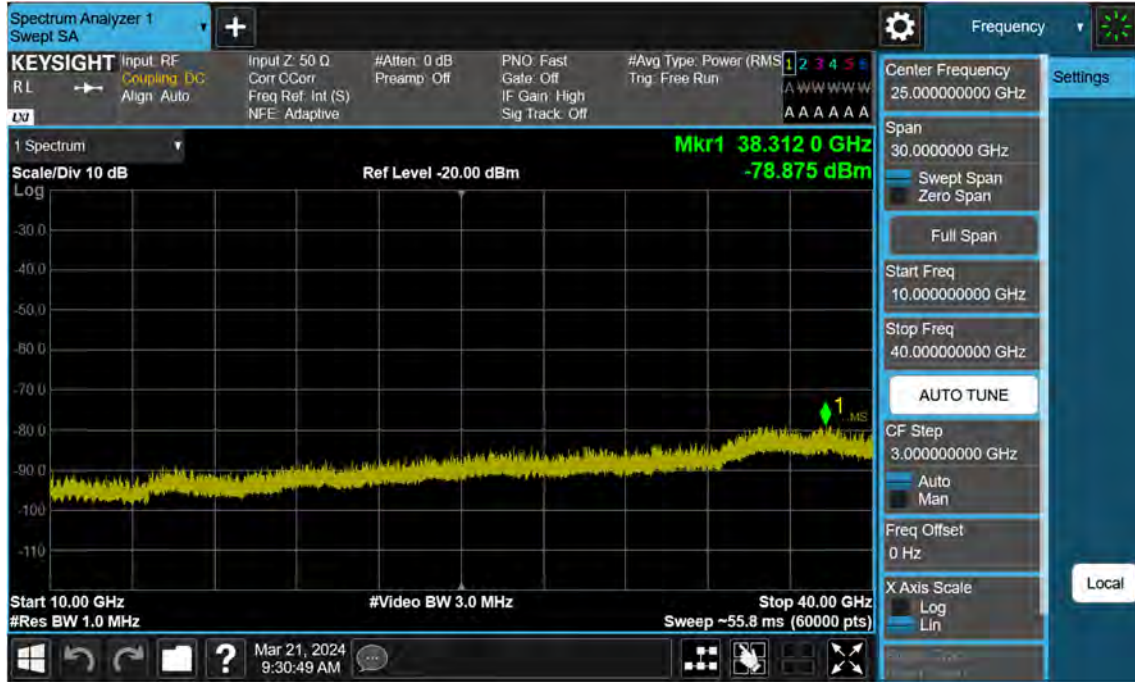 Spectrum Analyzer 1
Swept SA
Frequency
KEYSIGHT
R L
LXI
Input: RF
Coupling: DC
Align: Auto
Input Z: 50 Ω
Corr CCorr
Freq Ref: Int (S)
NFE: Adaptive
#Atten: 0 dB
Preamp: Off
PNO: Fast
Gate: Off
IF Gain: High
Sig Track: Off
#Avg Type: Power (RMS
Trig: Free Run
1 2 3 4 5 6
A W W W W W
A A A A A A
1 Spectrum
Mkr1 38.312 0 GHz
-78.875 dBm
Scale/Div 10 dB
Ref Level -20.00 dBm
Log
-30.0
-40.0
-50.0
-60.0
-70.0
-80.0
-90.0
-100
-110
1
Start 10.00 GHz
#Video BW 3.0 MHz
Stop 40.00 GHz
#Res BW 1.0 MHz
Sweep ~55.8 ms (60000 pts)
Mar 21, 2024
9:30:49 AM
Center Frequency
25.000000000 GHz
Span
30.0000000 GHz
Swept Span
Zero Span
Full Span
Start Freq
10.000000000 GHz
Stop Freq
40.000000000 GHz
AUTO TUNE
CF Step
3.000000000 GHz
Auto
Man
Freq Offset
0 Hz
X Axis Scale
Log
Lin
Settings
Local